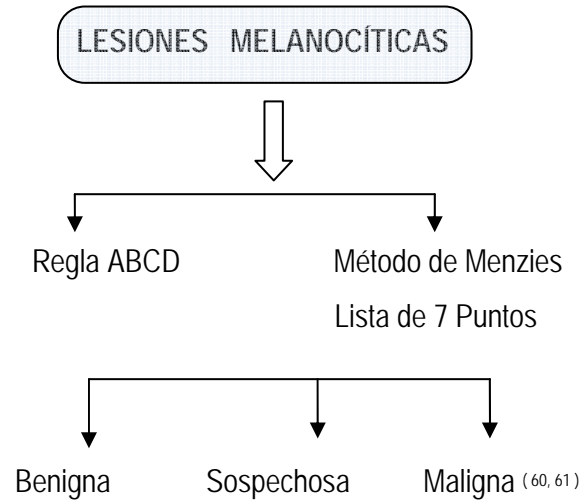 LESIONES MELANOCÍTICAS
Regla ABCD Método de Menzies
Lista de 7 Puntos
Benigna Sospechosa Maligna (60, 61)